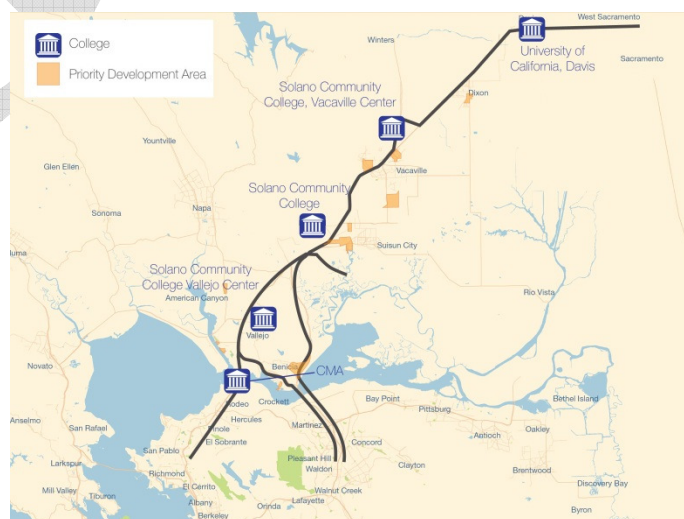 College
Priority Development Area
West Sacramento
Winters
University of
California, Davis
Sacramento
Solano Community
College, Vacaville Center
Dixon
Yountville
Vacaville
Glen Ellen
Solano Community
College
Napa
Sonoma
Suisun City
Solano Community
College Vallejo Center
American Canyon
Rio Vista
Vallejo
Novato
Benicia
CMA
Rodeo
Crockett
Bay Point
Bethel Island
Hercules
Pittsburg
Anselmo
San Rafael
Pinole
Martinez
Oakley
El Sobrante
Concord
Antioch
San Pablo
Larkspur
Pleasant Hill
Richmond
Waldon
Clayton
Brentwood
Mill Valley
El Cerrito
Walnut Creek
Discovery Bay
Tiburon
Albany
Lafayette
Orinda
Berkeley
Byron